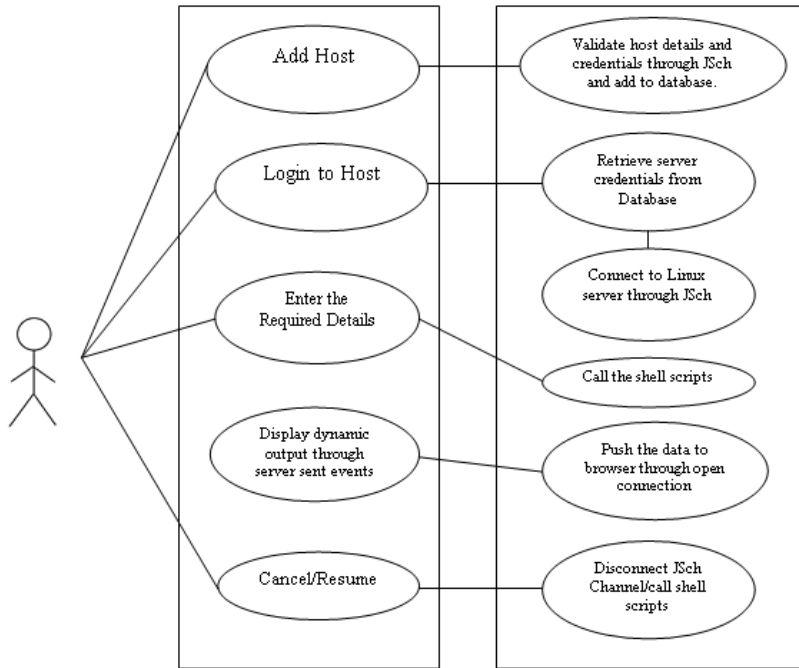 Add Host
Validate host details and
credentials through JSch
and add to database.
Login to Host
Retrieve server
credentials from
Database
Connect to Linux
server through JSch
Enter the
Required Details
Call the shell scripts
Display dynamic
output through
server sent events
Push the data to
browser through open
connection
Cancel/Resume
Disconnect JSch
Channel/call shell
scripts